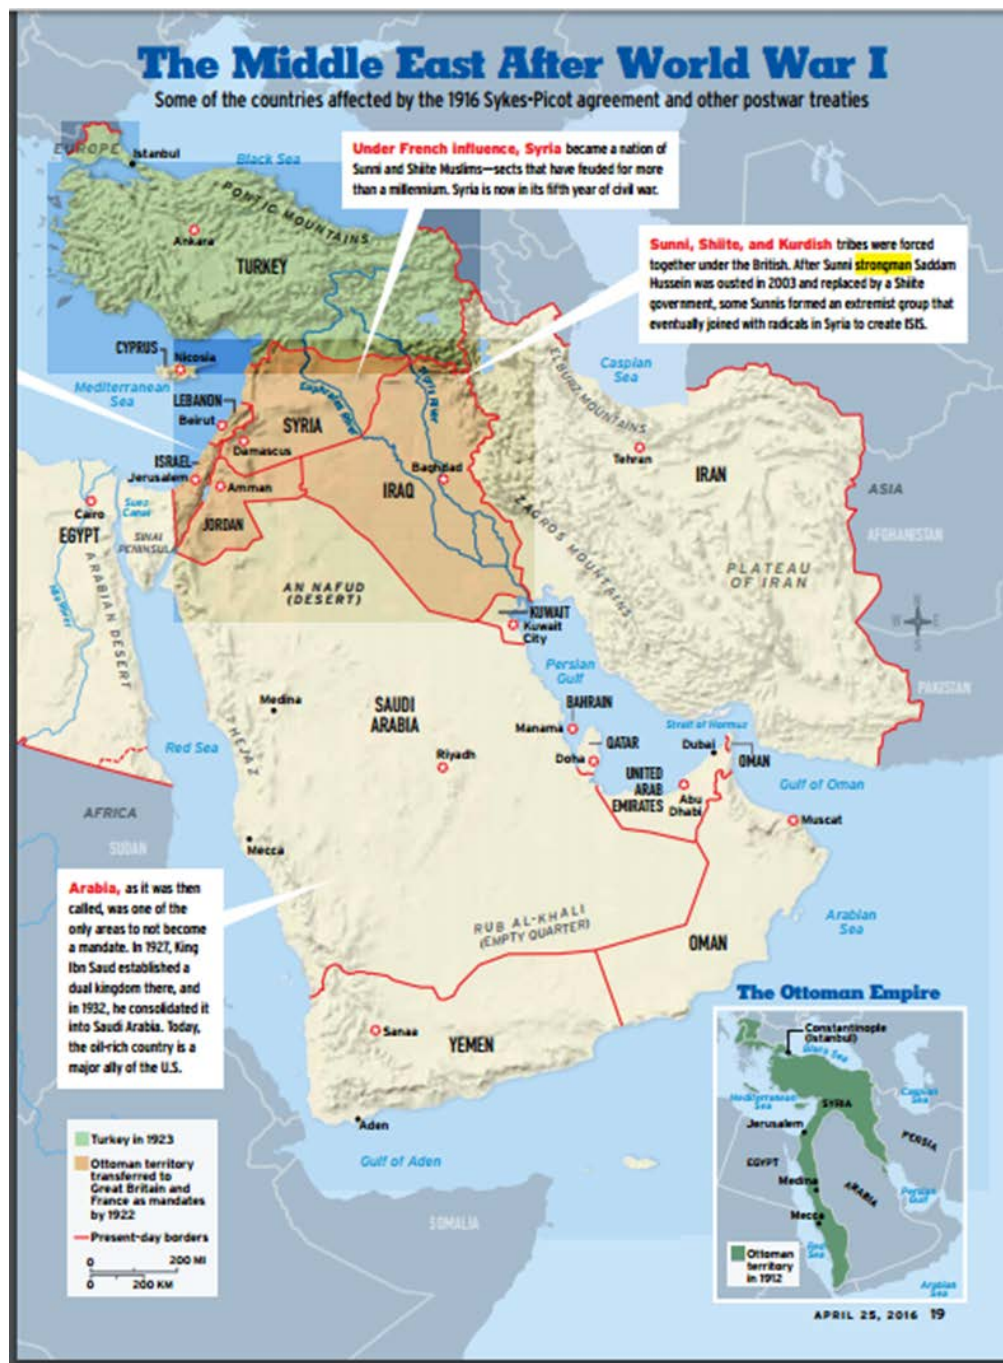 The Middle East After World War I
Some of the countries affected by the 1916 Sykes-Picot agreement and other postwar treaties
Under French influence, Syria became a nation of
Sunni and Shiite Muslims—sects that have feuded for more
than a millennium. Syria is now in its fifth year of civil war.
Sunni, Shiite, and Kurdish tribes were forced
together under the British. After Sunni strongman Saddam
Hussein was ousted in 2003 and replaced by a Shiite
government, some Sunnis formed an extremist group that
eventually joined with radicals in Syria to create ISIS.
EUROPE
Istanbul
Black Sea
PONTIC MOUNTAINS
Ankara
TURKEY
CYPRUS
Nicosia
Mediterranean
Sea
LEBANON
Beirut
SYRIA
Euphrates River
Tigris River
Damascus
ISRAEL
Jerusalem
Amman
JORDAN
Baghdad
IRAQ
Caspian
Sea
ELBURZ MOUNTAINS
Tehran
IRAN
ASIA
AFGHANISTAN
ZAGROS MOUNTAINS
PLATEAU
OF IRAN
W
E
S
PAKISTAN
Cairo
EGYPT
Suez
Canal
SINAI
PENINSULA
ARABIAN DESERT
Nile River
AN NAFUD
(DESERT)
KUWAIT
Kuwait
City
Persian
Gulf
BAHRAIN
Manama
QATAR
Doha
Strait of Hormuz
Dubai
OMAN
UNITED
ARAB
EMIRATES
Abu
Dhabi
Gulf of Oman
Muscat
Medina
SAUDI
ARABIA
Riyadh
HEJAZ
Red Sea
AFRICA
SUDAN
Mecca
RUB AL-KHALI
(EMPTY QUARTER)
OMAN
Arabian
Sea
Arabia, as it was then
called, was one of the
only areas to not become
a mandate. In 1927, King
Ibn Saud established a
dual kingdom there, and
in 1932, he consolidated it
into Saudi Arabia. Today,
the oil-rich country is a
major ally of the U.S.
Sanaa
YEMEN
Aden
Gulf of Aden
SOMALIA
Turkey in 1923
Ottoman territory
transferred to
Great Britain and
France as mandates
by 1922
Present-day borders
0 200 MI
0 200 KM
The Ottoman Empire
Constantinople
(Istanbul)
Black Sea
Mediterranean
Sea
Caspian
Sea
SYRIA
Jerusalem
PERSIA
EGYPT
Medina
ARABIA
Persian
Gulf
Mecca
Red
Sea
Ottoman
territory
in 1912
Arabian
Sea
APRIL 25, 2016 19